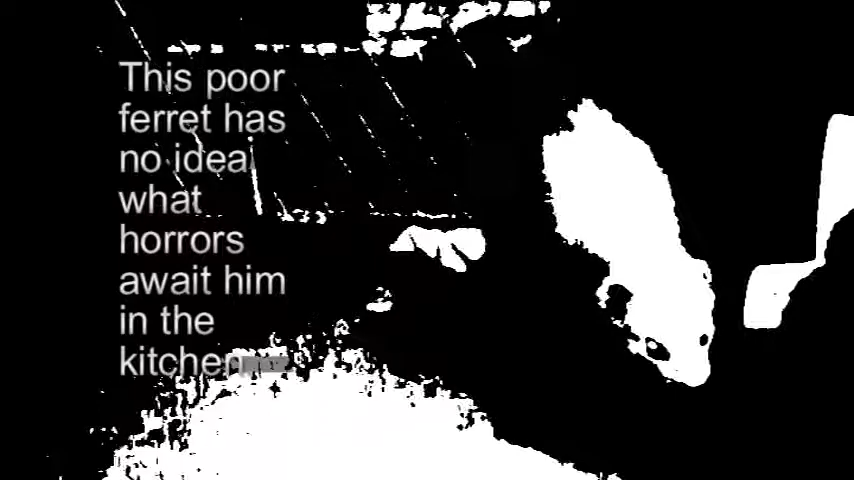 This poor
ferret has
no idea
what
horrors
await him
in the
kitchen